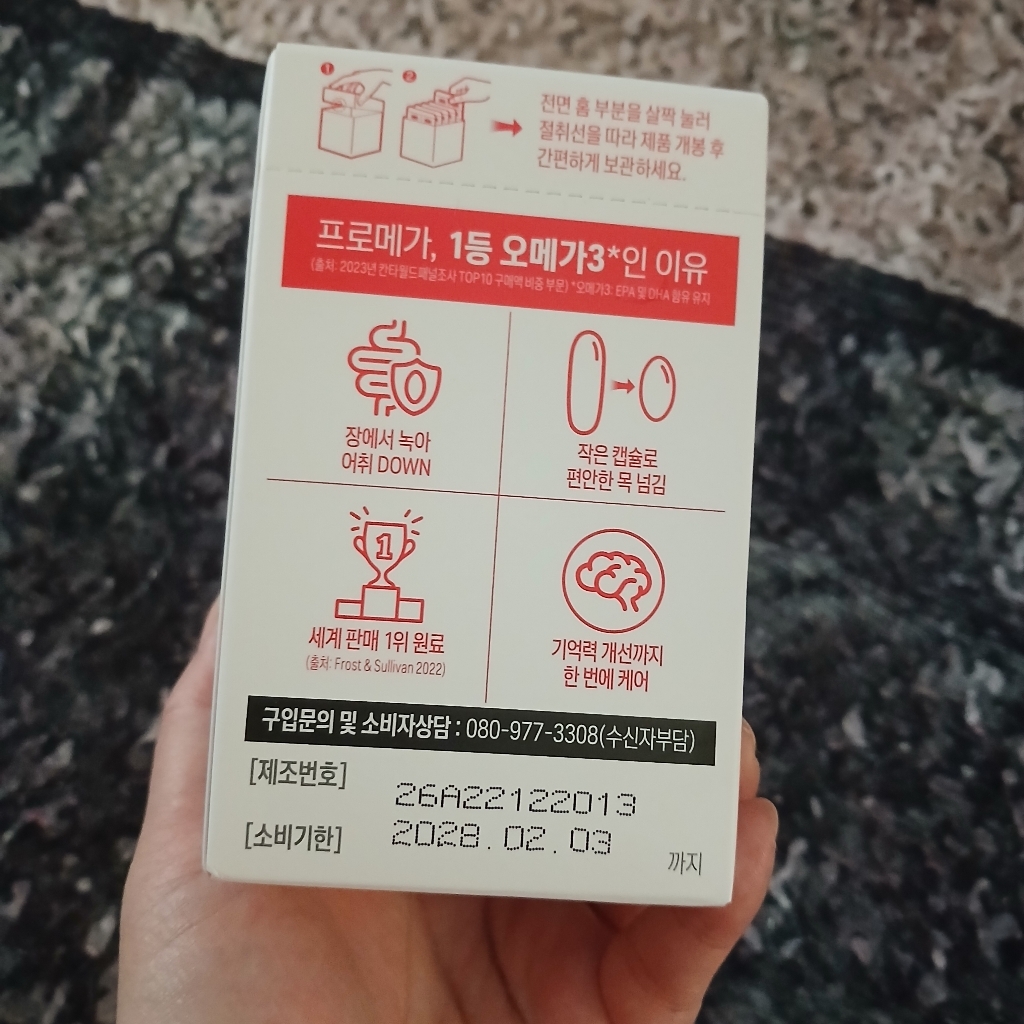 1
2
전면 홈 부분을 살짝 눌러
절취선을 따라 제품 개봉 후
간편하게 보관하세요.
프로메가, 1등 오메가3*인 이유
(출처: 2023년 칸타월드패널조사 TOP10 구매액 비중 부문) *오메가3: EPA 및 DHA 함유 유지
장에서 녹아
어취 DOWN
작은 캡슐로
편안한 목 넘김
1
세계 판매 1위 원료
(출처: Frost & Sullivan 2022)
기억력 개선까지
한 번에 케어
구입문의 및 소비자상담 : 080-977-3308(수신자부담)
[제조번호] 26A22122013
[소비기한] 2028.02.03 까지